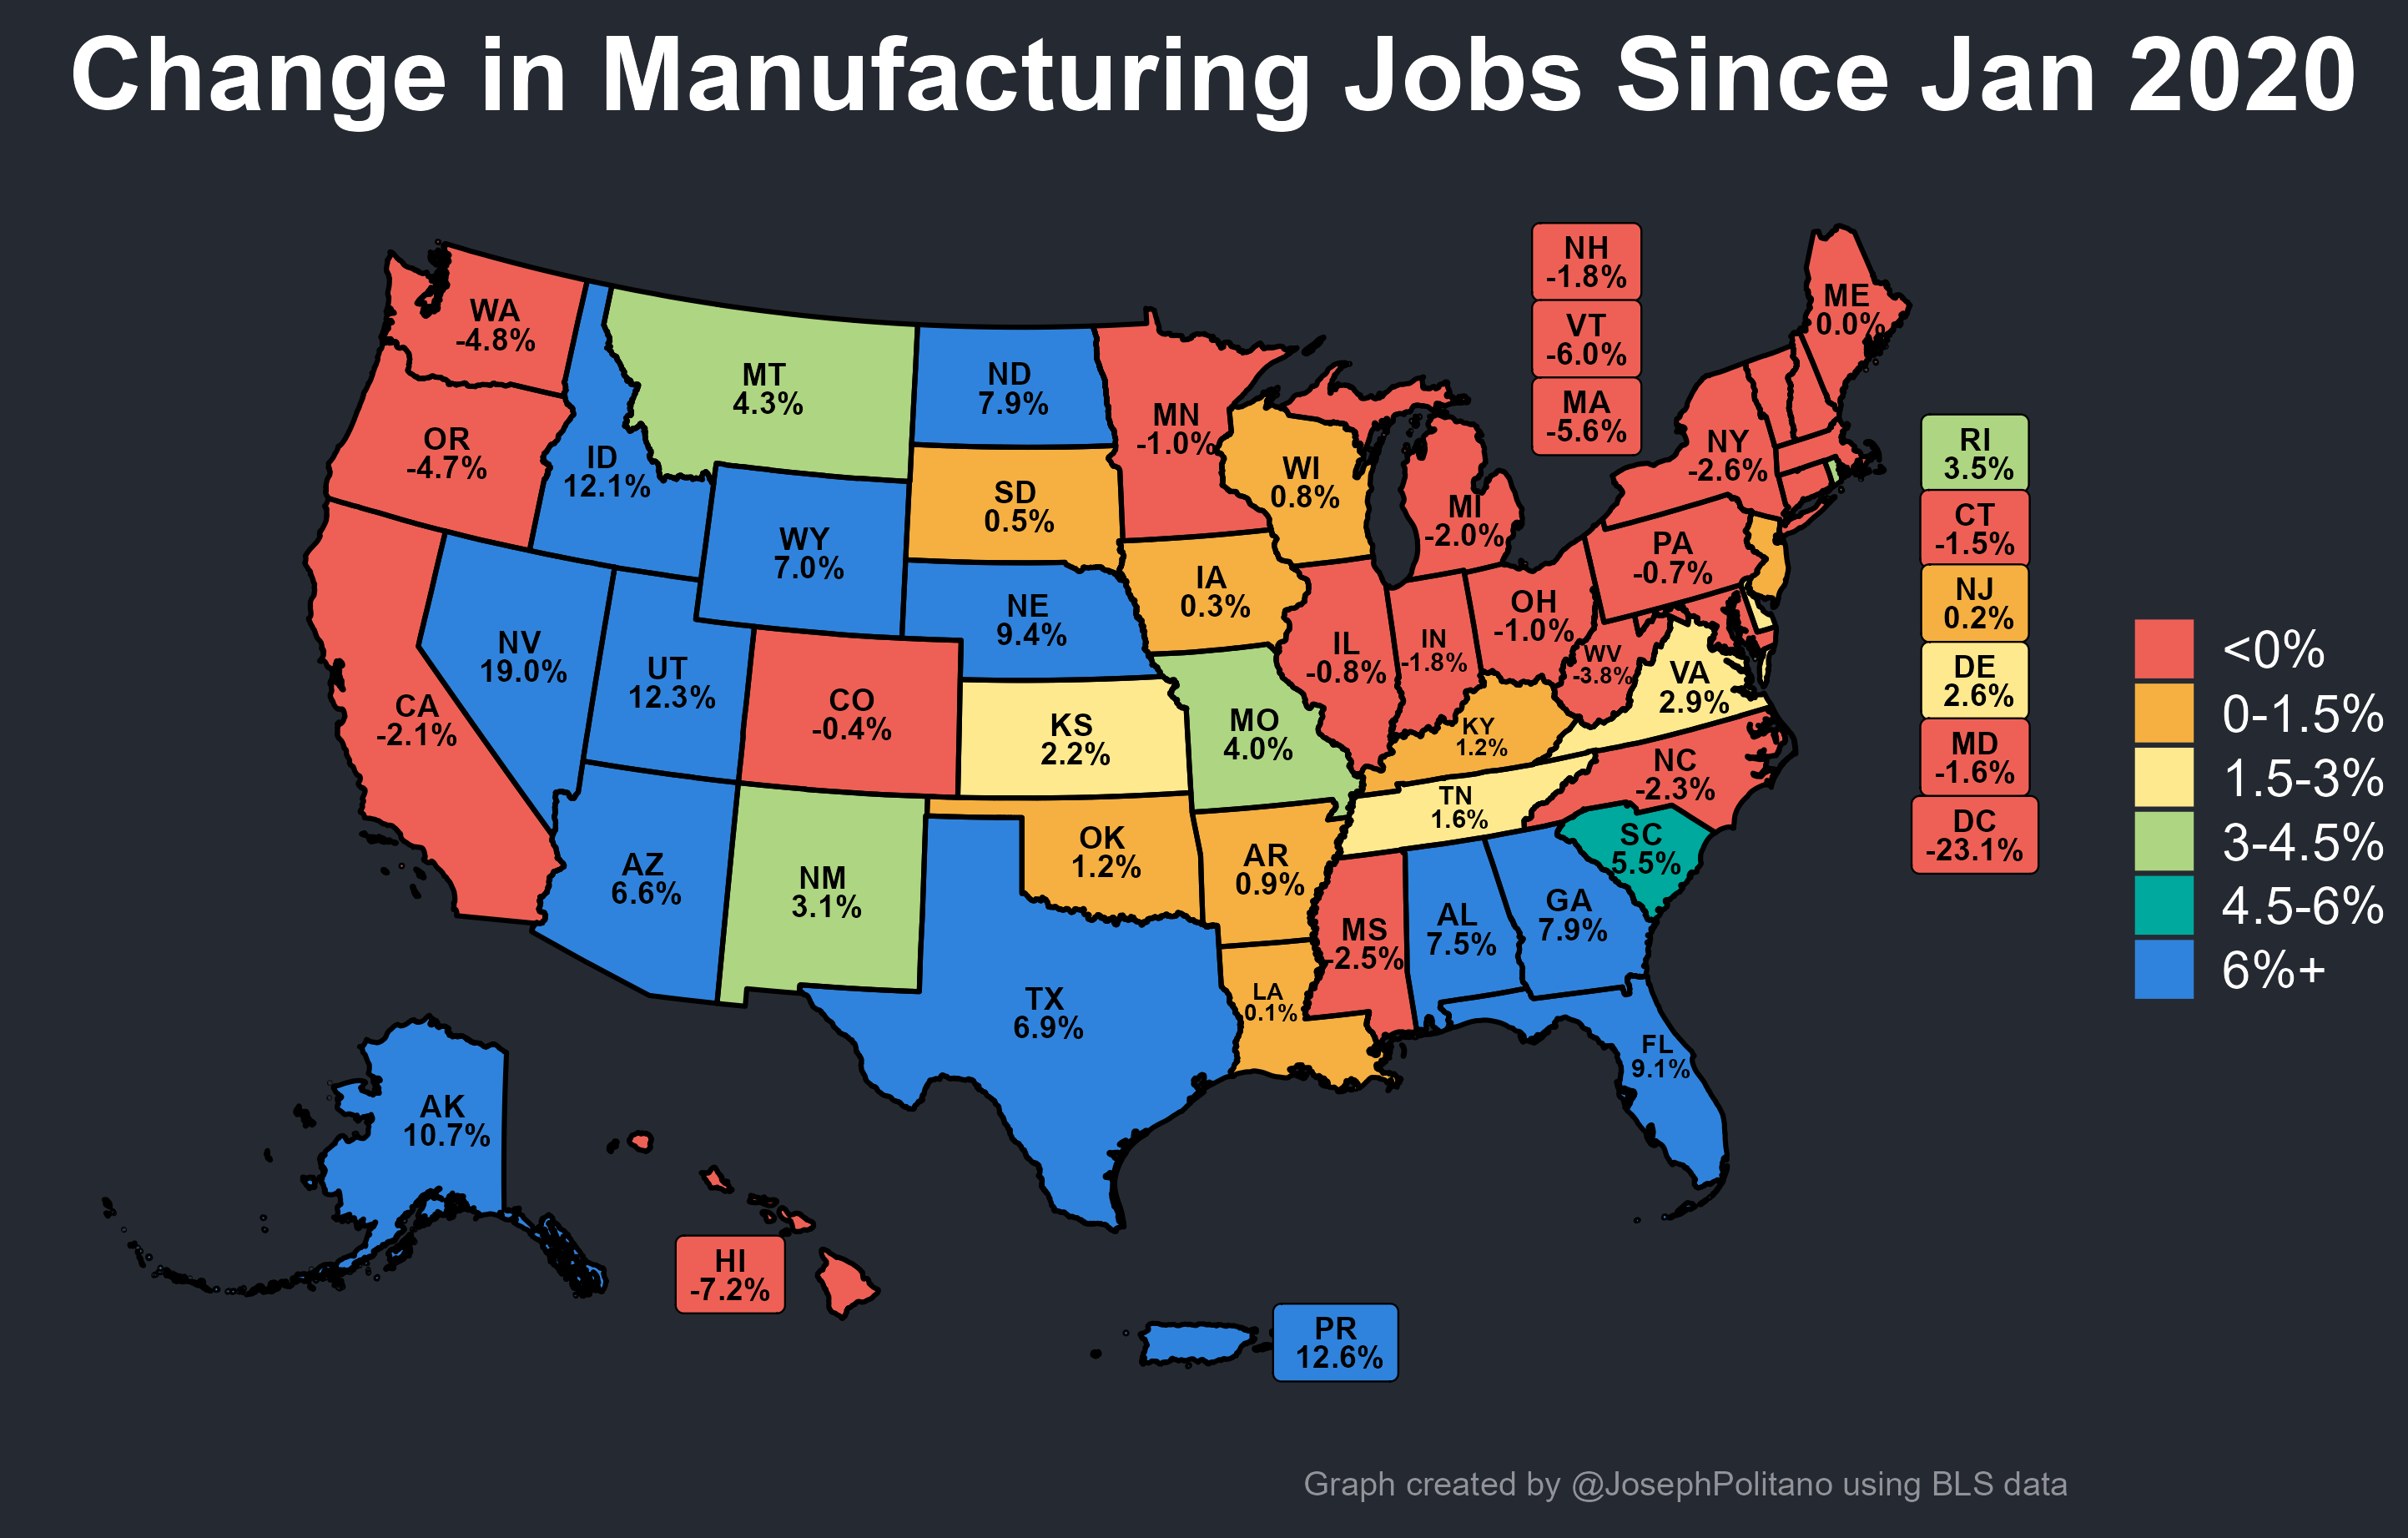 Change in Manufacturing Jobs Since Jan 2020
NH
-1.8%
VT
-6.0%
MA
-5.6%
ME
0.0%
WA
-4.8%
MT
4.3%
ND
7.9%
MN
-1.0%
OR
-4.7%
ID
12.1%
SD
0.5%
WI
0.8%
MI
-2.0%
NY
-2.6%
RI
3.5%
WY
7.0%
CT
-1.5%
PA
-0.7%
IA
0.3%
NE
9.4%
OH
-1.0%
NJ
0.2%
NV
19.0%
UT
12.3%
IL
-0.8%
IN
-1.8%
WV
-3.8%
VA
2.9%
DE
2.6%
CA
-2.1%
CO
-0.4%
KS
2.2%
MO
4.0%
KY
1.2%
NC
-2.3%
MD
-1.6%
TN
1.6%
DC
-23.1%
AZ
6.6%
NM
3.1%
OK
1.2%
AR
0.9%
SC
5.5%
MS
-2.5%
AL
7.5%
GA
7.9%
TX
6.9%
LA
0.1%
FL
9.1%
AK
10.7%
HI
-7.2%
PR
12.6%
<0%
0-1.5%
1.5-3%
3-4.5%
4.5-6%
6%+
Graph created by @JosephPolitano using BLS data